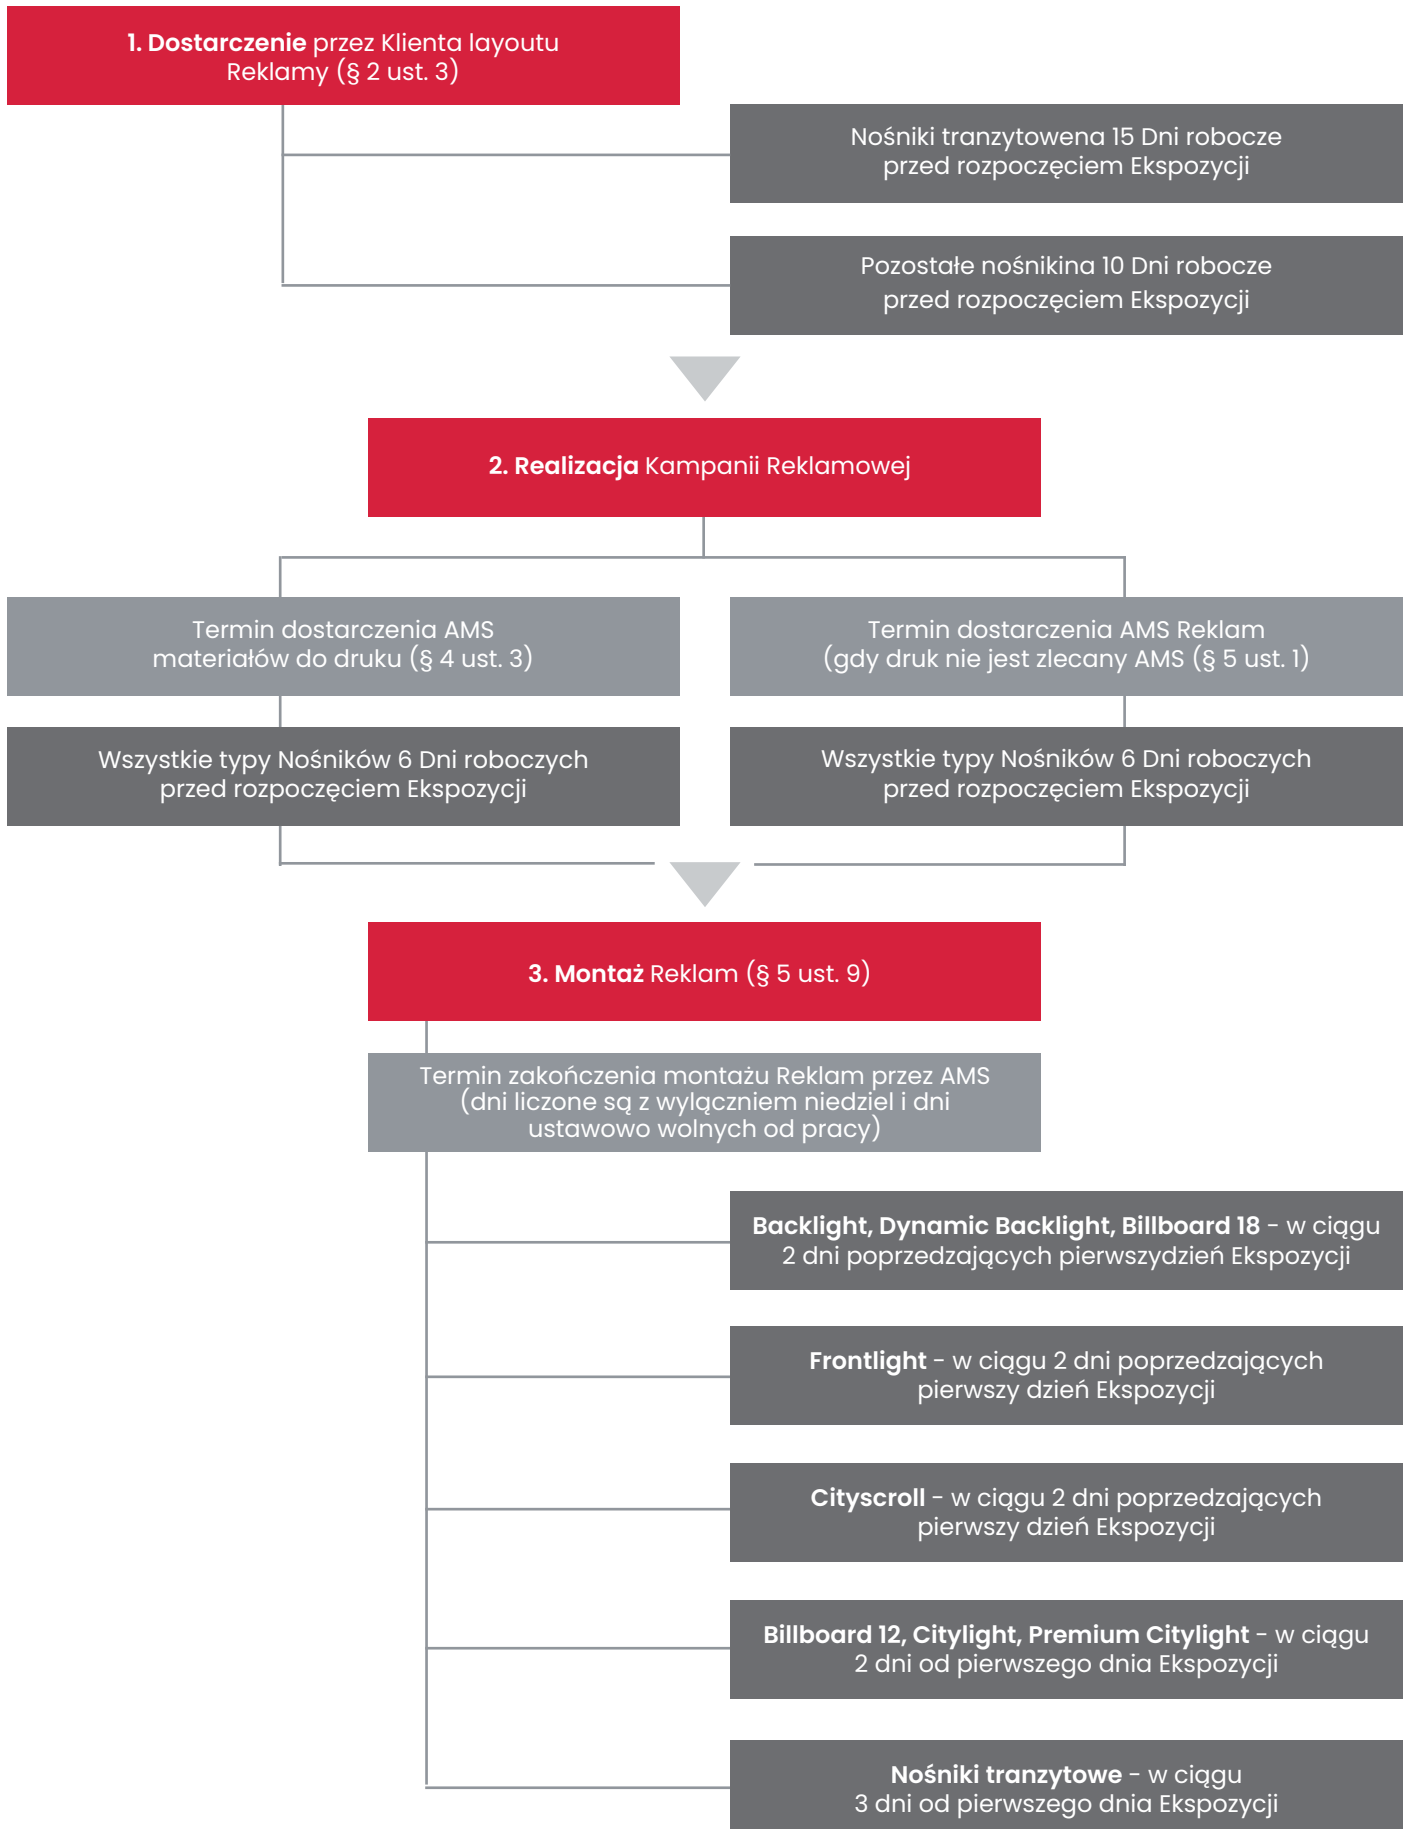 1. Dostarczenie przez Klienta layoutu
Reklamy (§ 2 ust. 3)
Nośniki tranzytowena 15 Dni robocze
przed rozpoczęciem Ekspozycji
Pozostałe nośnikina 10 Dni robocze
przed rozpoczęciem Ekspozycji
2. Realizacja Kampanii Reklamowej
Termin dostarczenia AMS
materiałów do druku (§ 4 ust. 3)
Termin dostarczenia AMS Reklam
(gdy druk nie jest zlecany AMS (§ 5 ust. 1)
Wszystkie typy Nośników 6 Dni roboczych
przed rozpoczęciem Ekspozycji
Wszystkie typy Nośników 6 Dni roboczych
przed rozpoczęciem Ekspozycji
3. Montaż Reklam (§ 5 ust. 9)
Termin zakończenia montażu Reklam przez AMS
(dni liczone są z wyłączniem niedziel i dni
ustawowo wolnych od pracy)
Backlight, Dynamic Backlight, Billboard 18 - w ciągu
2 dni poprzedzających pierwszydzień Ekspozycji
Frontlight - w ciągu 2 dni poprzedzających
pierwszy dzień Ekspozycji
Cityscroll - w ciągu 2 dni poprzedzających
pierwszy dzień Ekspozycji
Billboard 12, Citylight, Premium Citylight - w ciągu
2 dni od pierwszego dnia Ekspozycji
Nośniki tranzytowe - w ciągu
3 dni od pierwszego dnia Ekspozycji